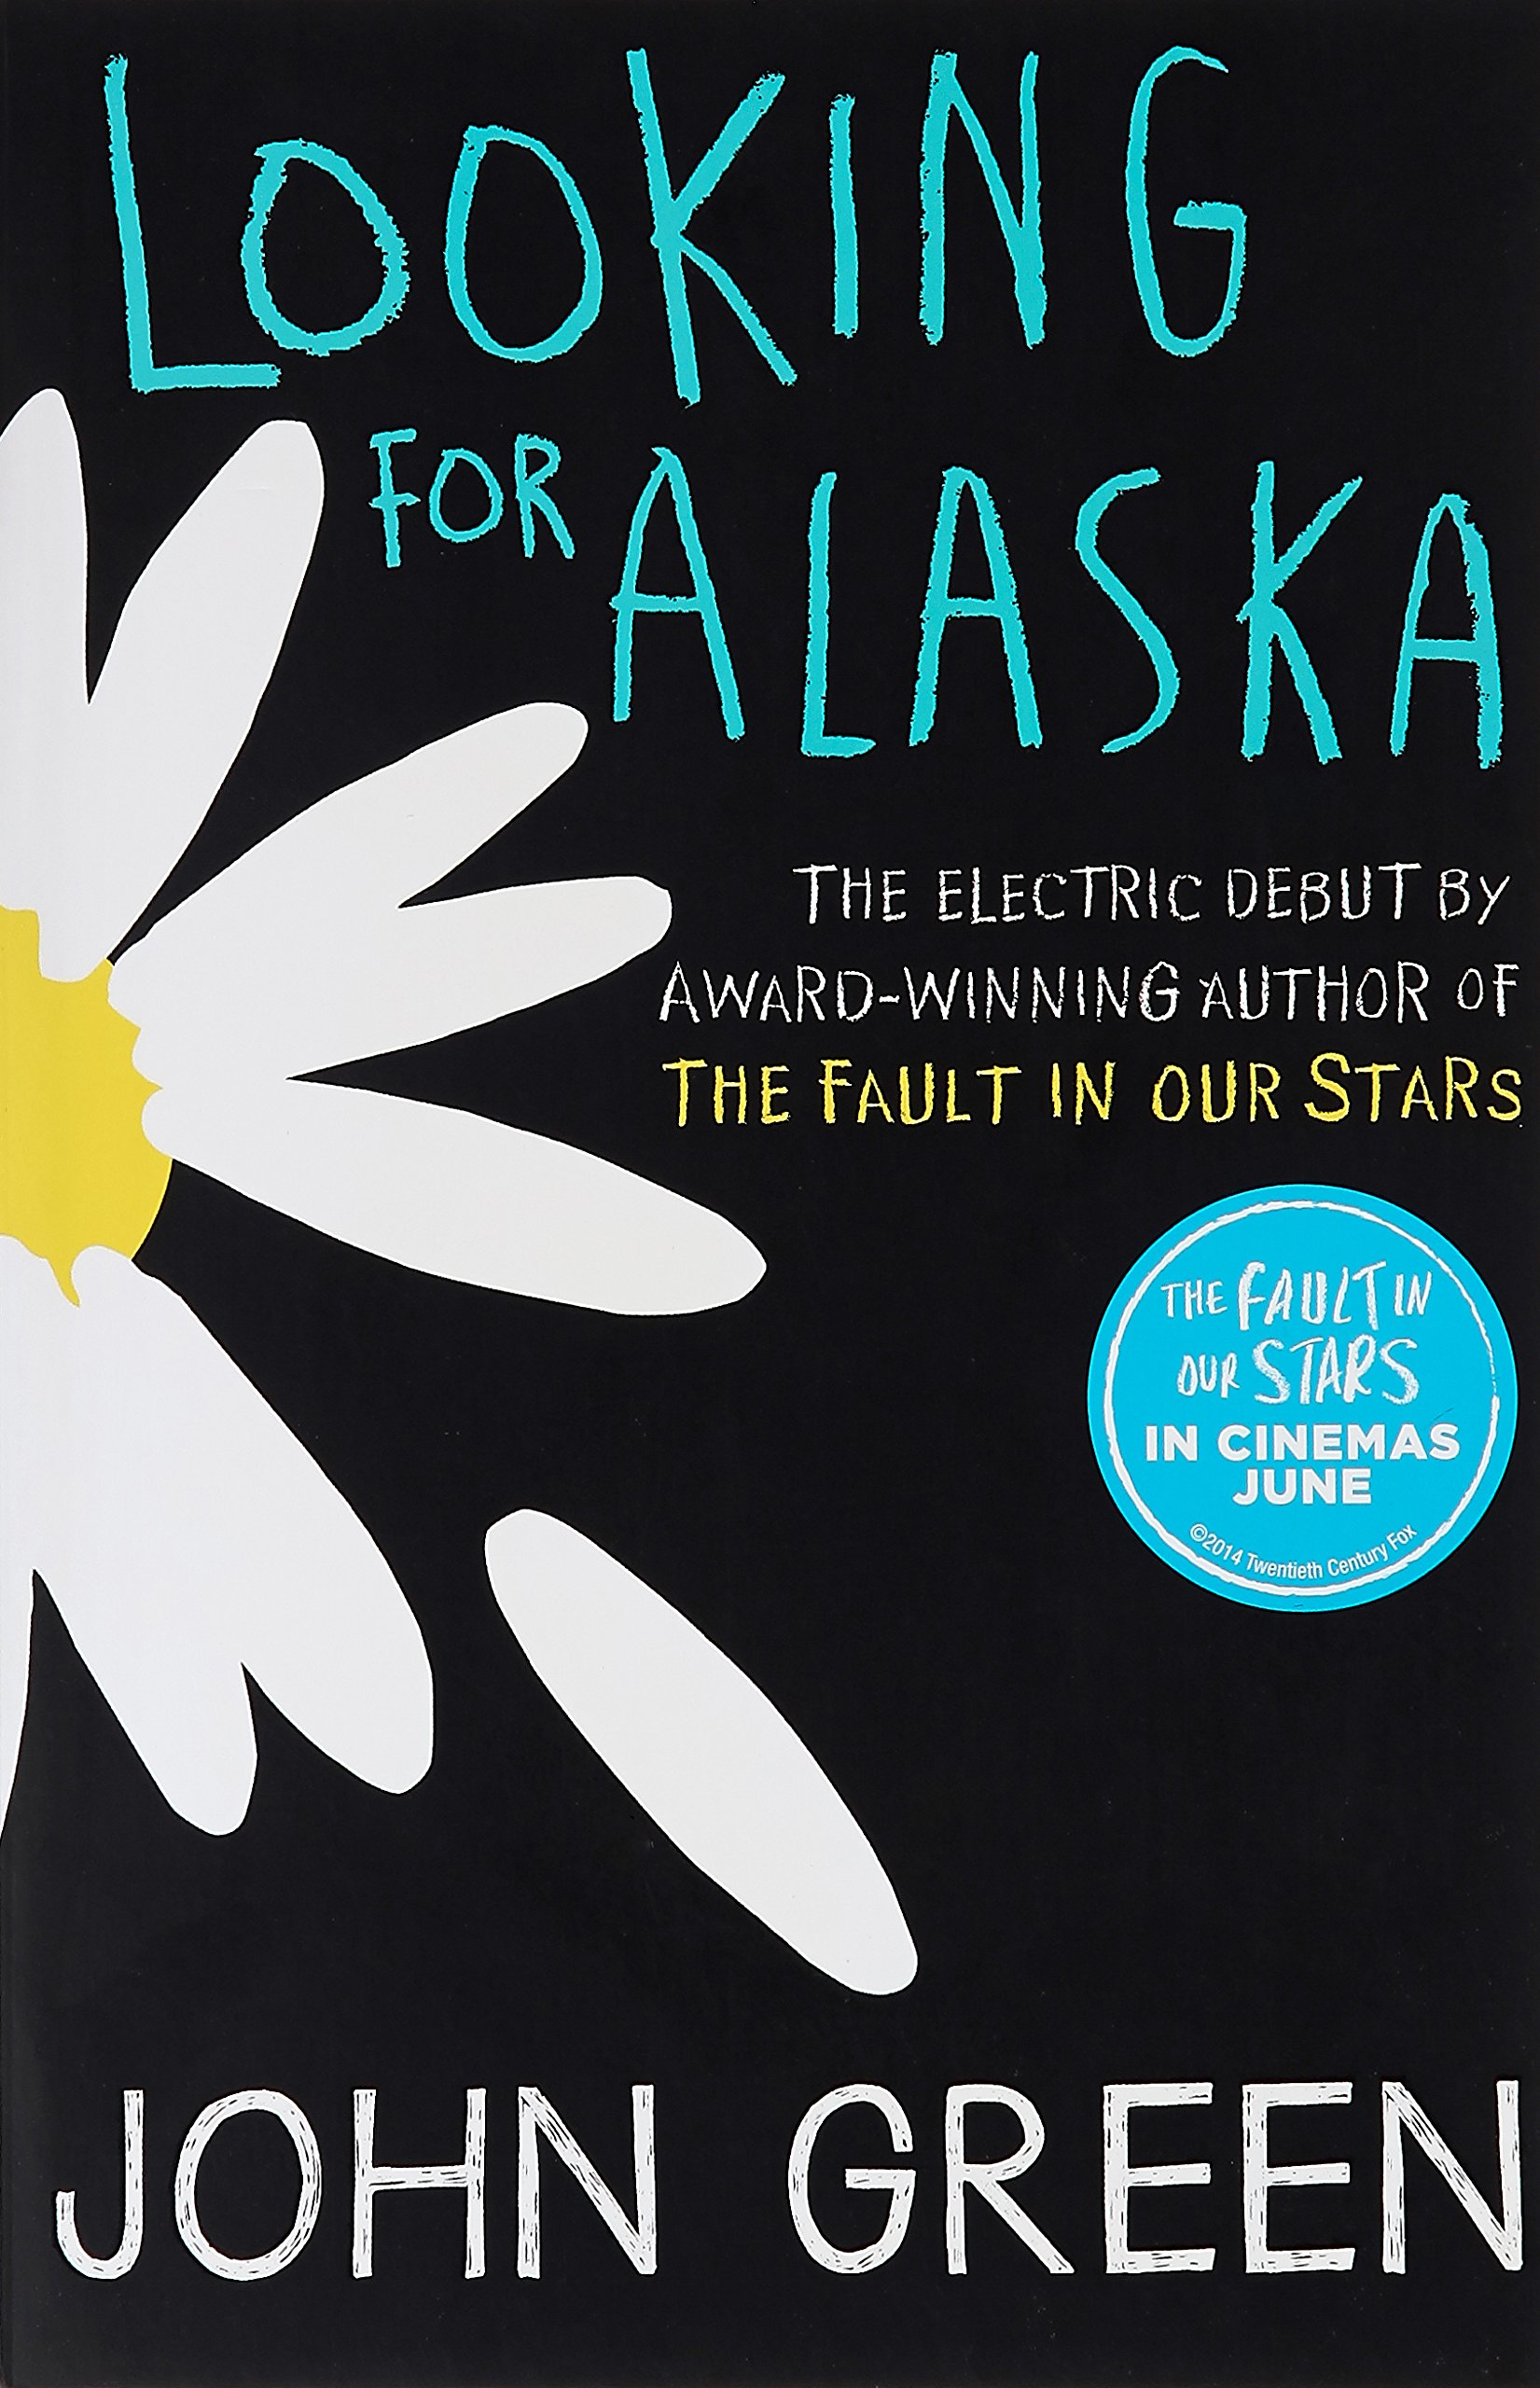 LOOKING
FOR ALASKA
THE ELECTRIC DEBUT BY
AWARD-WINNING AUTHOR OF
THE FAULT IN OUR STARS
THE FAULT IN
OUR STARS
IN CINEMAS
JUNE
©2014 Twentieth Century Fox
JOHN GREEN